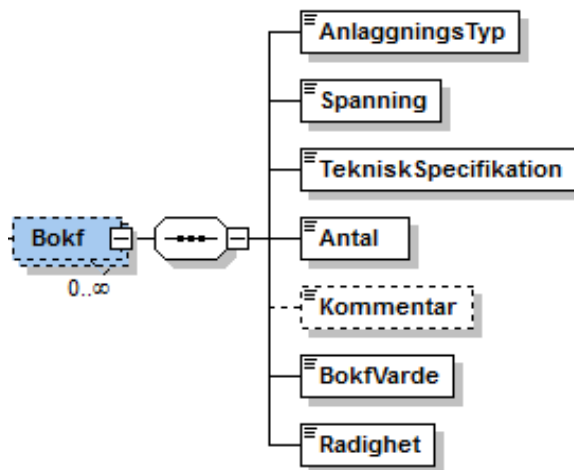 AnlaggningsTyp
Spanning
TekniskSpecifikation
Bokf
Antal
0..∞
Kommentar
BokfVarde
Radighet